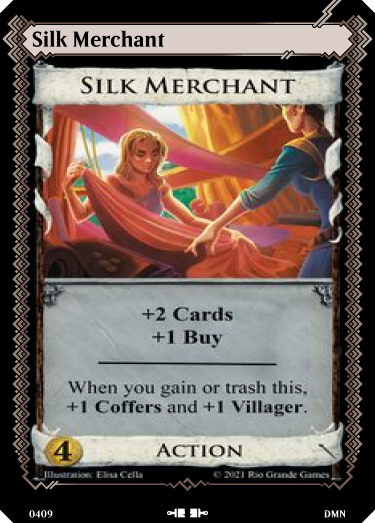 Silk Merchant
Silk Merchant
+2 Cards
+1 Buy
When you gain or trash this,
+1 Coffers and +1 Villager.
4
Action
Illustration: Elisa Cella © 2021 Rio Grande Games
0409 DMN